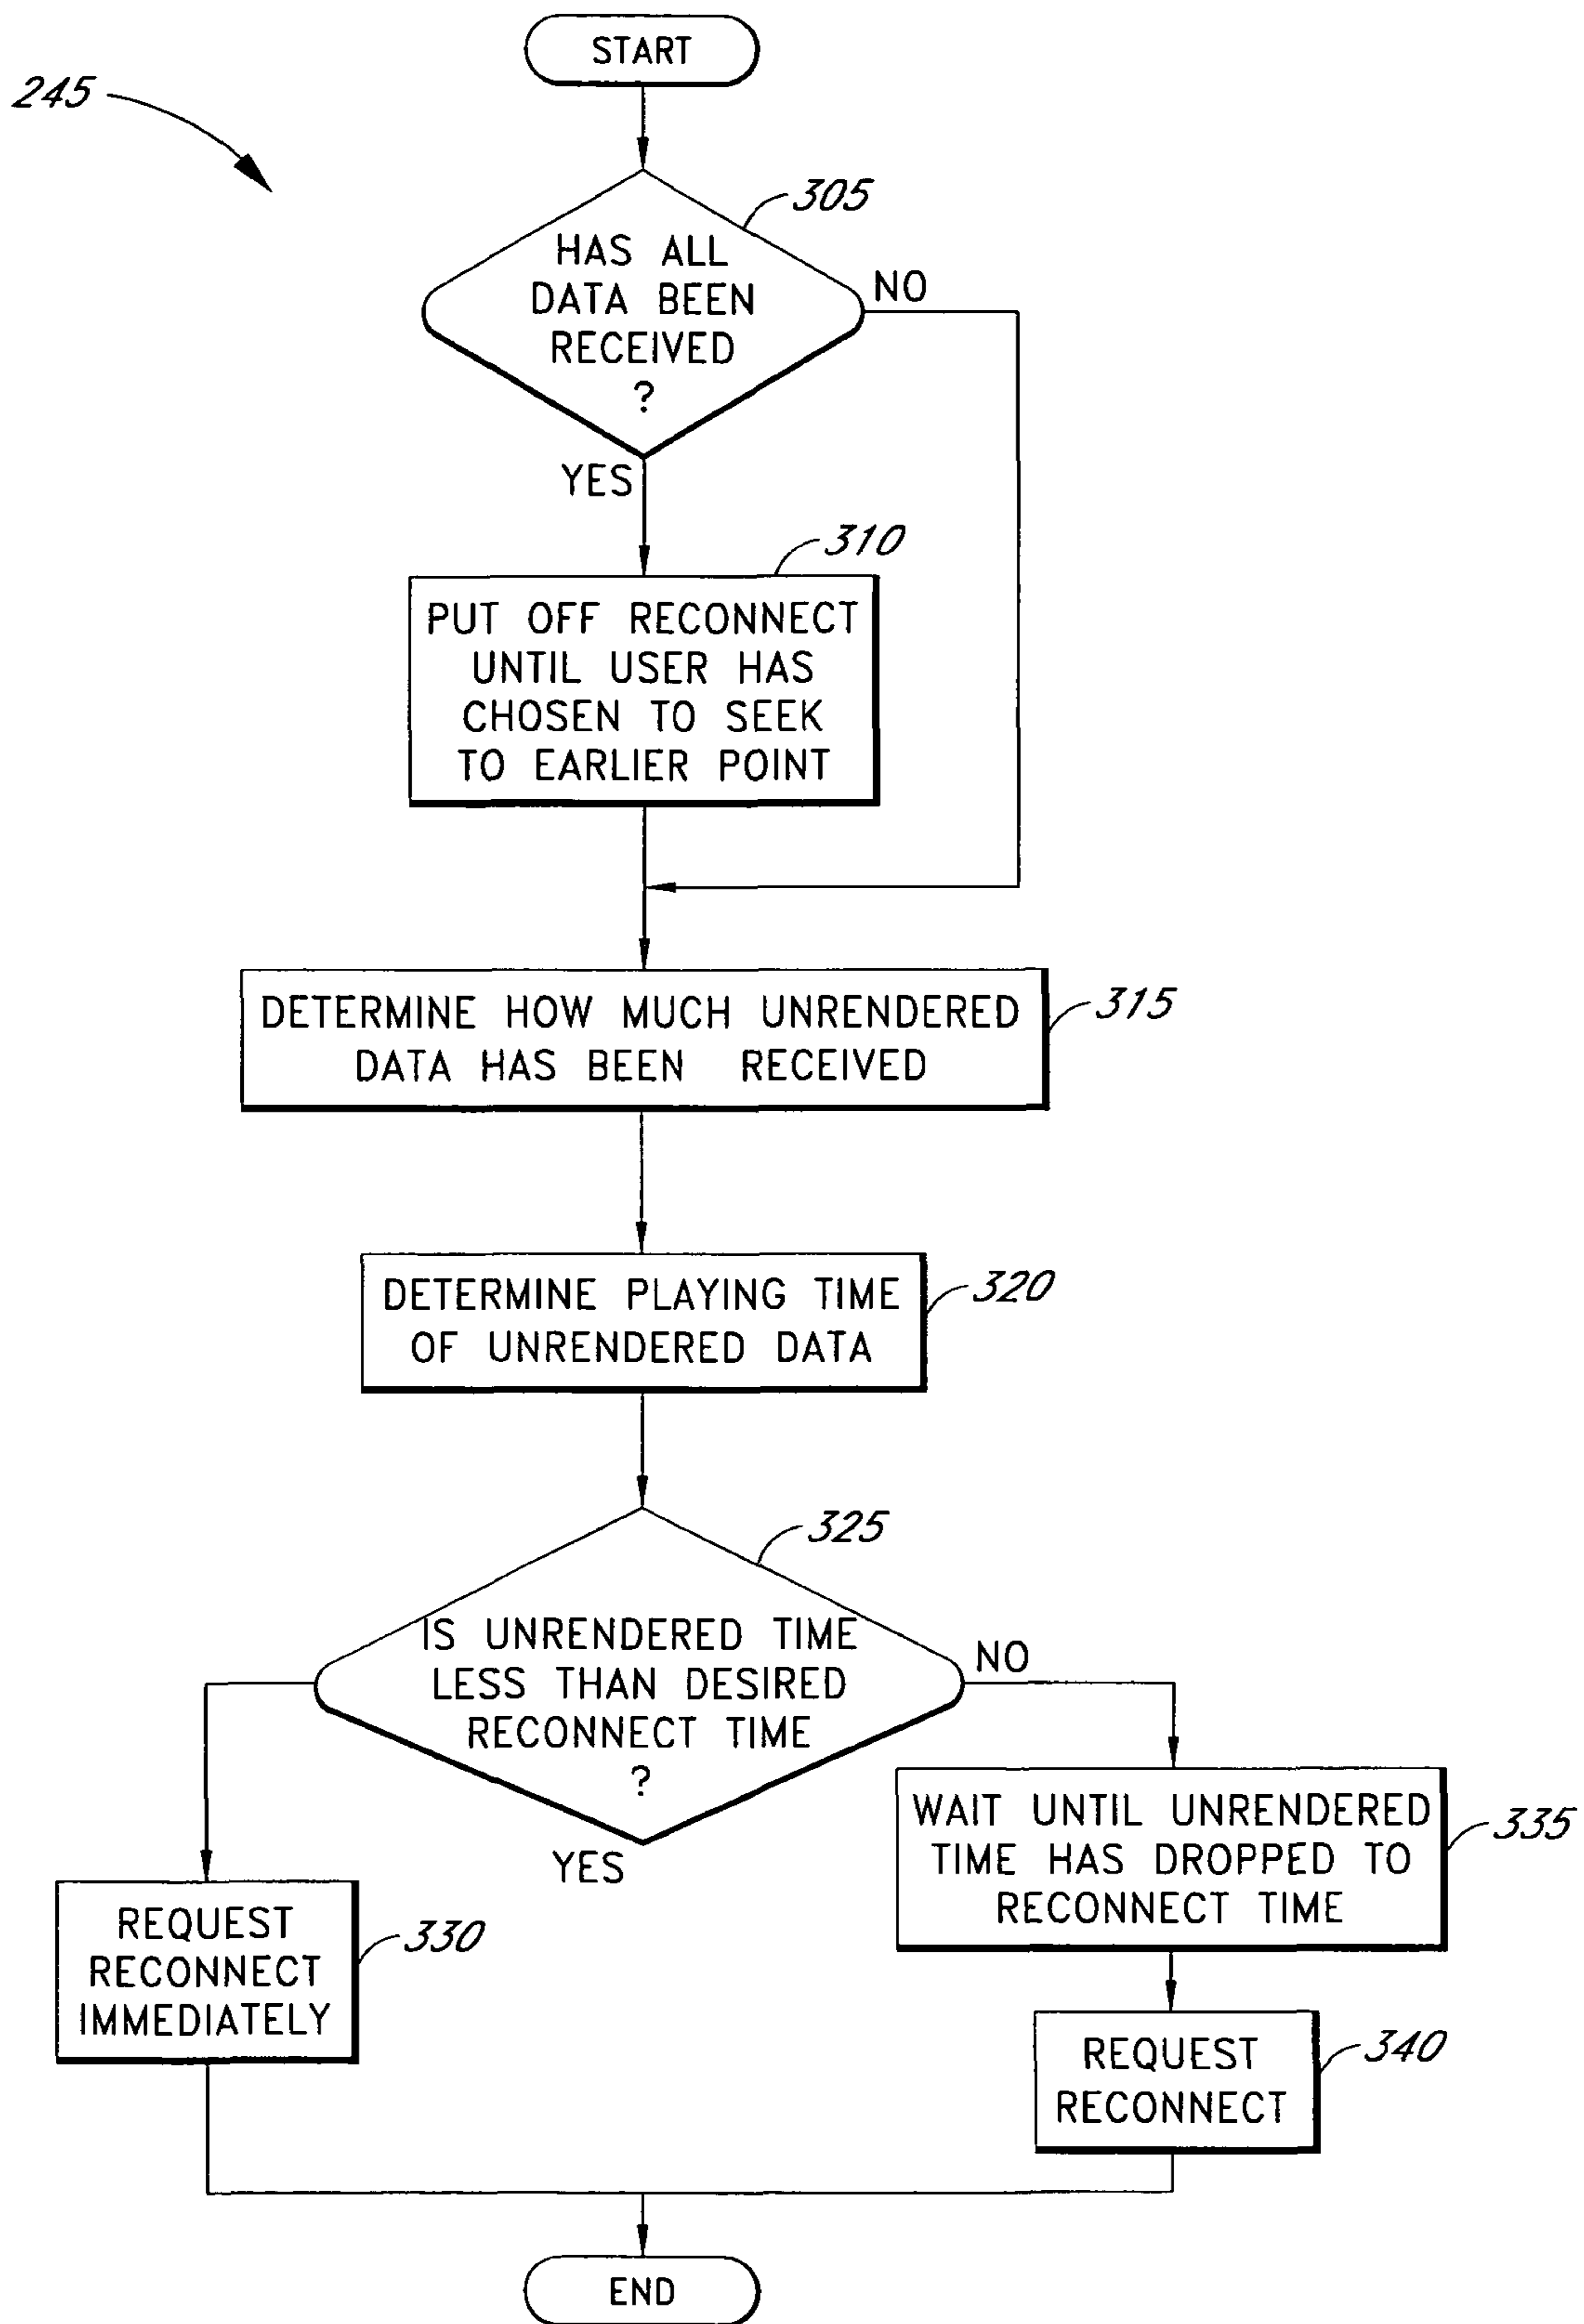 START
245
305
HAS ALL
DATA BEEN
RECEIVED
?
NO
YES
310
PUT OFF RECONNECT
UNTIL USER HAS
CHOSEN TO SEEK
TO EARLIER POINT
DETERMINE HOW MUCH UNRENDERED
DATA HAS BEEN RECEIVED
315
DETERMINE PLAYING TIME
OF UNRENDERED DATA
320
325
IS UNRENDERED TIME
LESS THAN DESIRED
RECONNECT TIME
?
NO
YES
REQUEST
RECONNECT
IMMEDIATELY
330
WAIT UNTIL UNRENDERED
TIME HAS DROPPED TO
RECONNECT TIME
335
REQUEST
RECONNECT
340
END